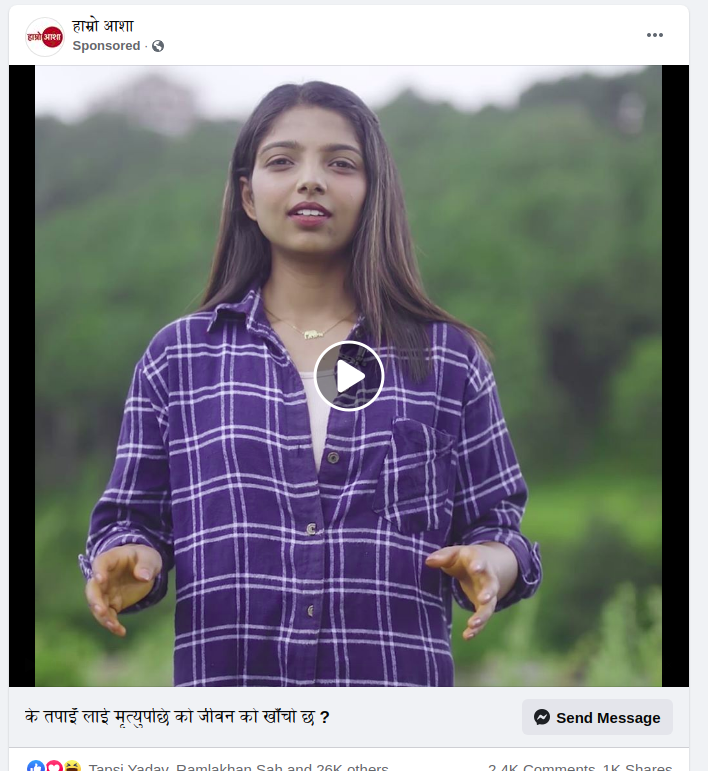 हाम्रो आशा
Sponsored ·
हाम्रो आशा
के तपाईं लाई मृत्युपछि को जीवन को खाँचो छ ?
Send Message
Tapsi Yadav, Ramlakhan Sah and 26K others
2.4K Comments 1K Shares